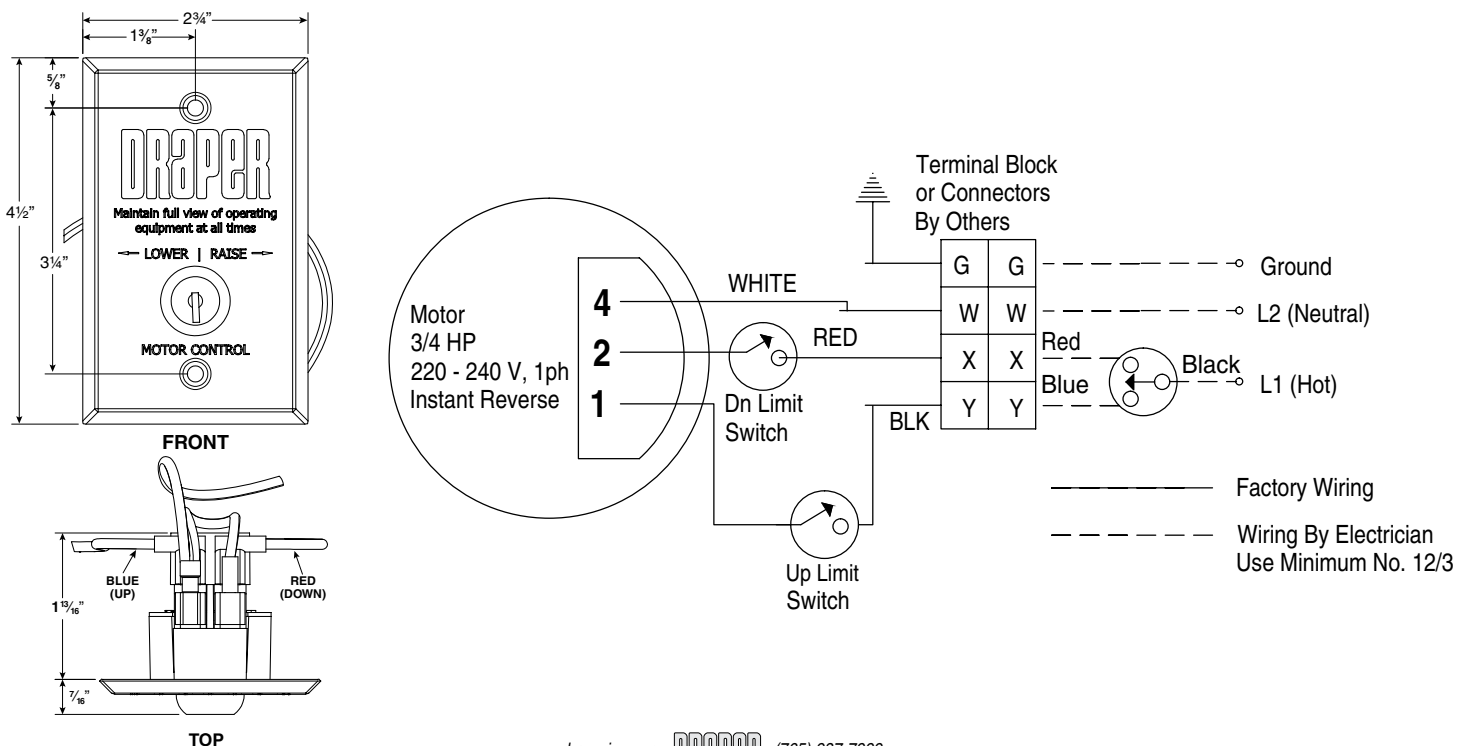 2¾"
1⅜"
⅝"
4½"
3¼"
DRAPER
Maintain full view of operating
equipment at all times
LOWER | RAISE
MOTOR CONTROL
FRONT
BLUE
(UP)
RED
(DOWN)
1 13/16"
7/16"
TOP
Motor
3/4 HP
220 - 240 V, 1ph
Instant Reverse
4
2
1
WHITE
RED
Dn Limit
Switch
BLK
Up Limit
Switch
Terminal Block
or Connectors
By Others
G G
W W
X X
Y Y
Red
Blue
Black
Ground
L2 (Neutral)
L1 (Hot)
Factory Wiring
Wiring By Electrician
Use Minimum No. 12/3